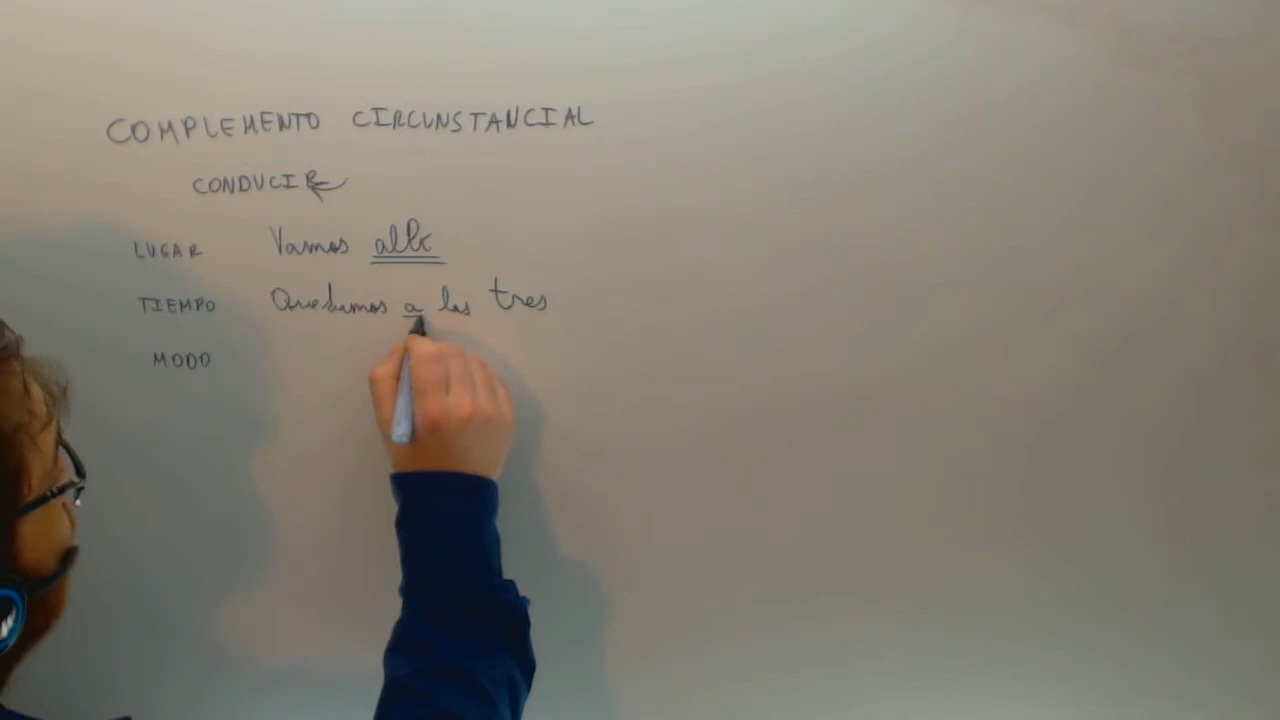 COMPLEMENTO CIRCUNSTANCIAL
CONDUCIR
LUGAR Vamos allí
TIEMPO Quedamos a las tres
MODO